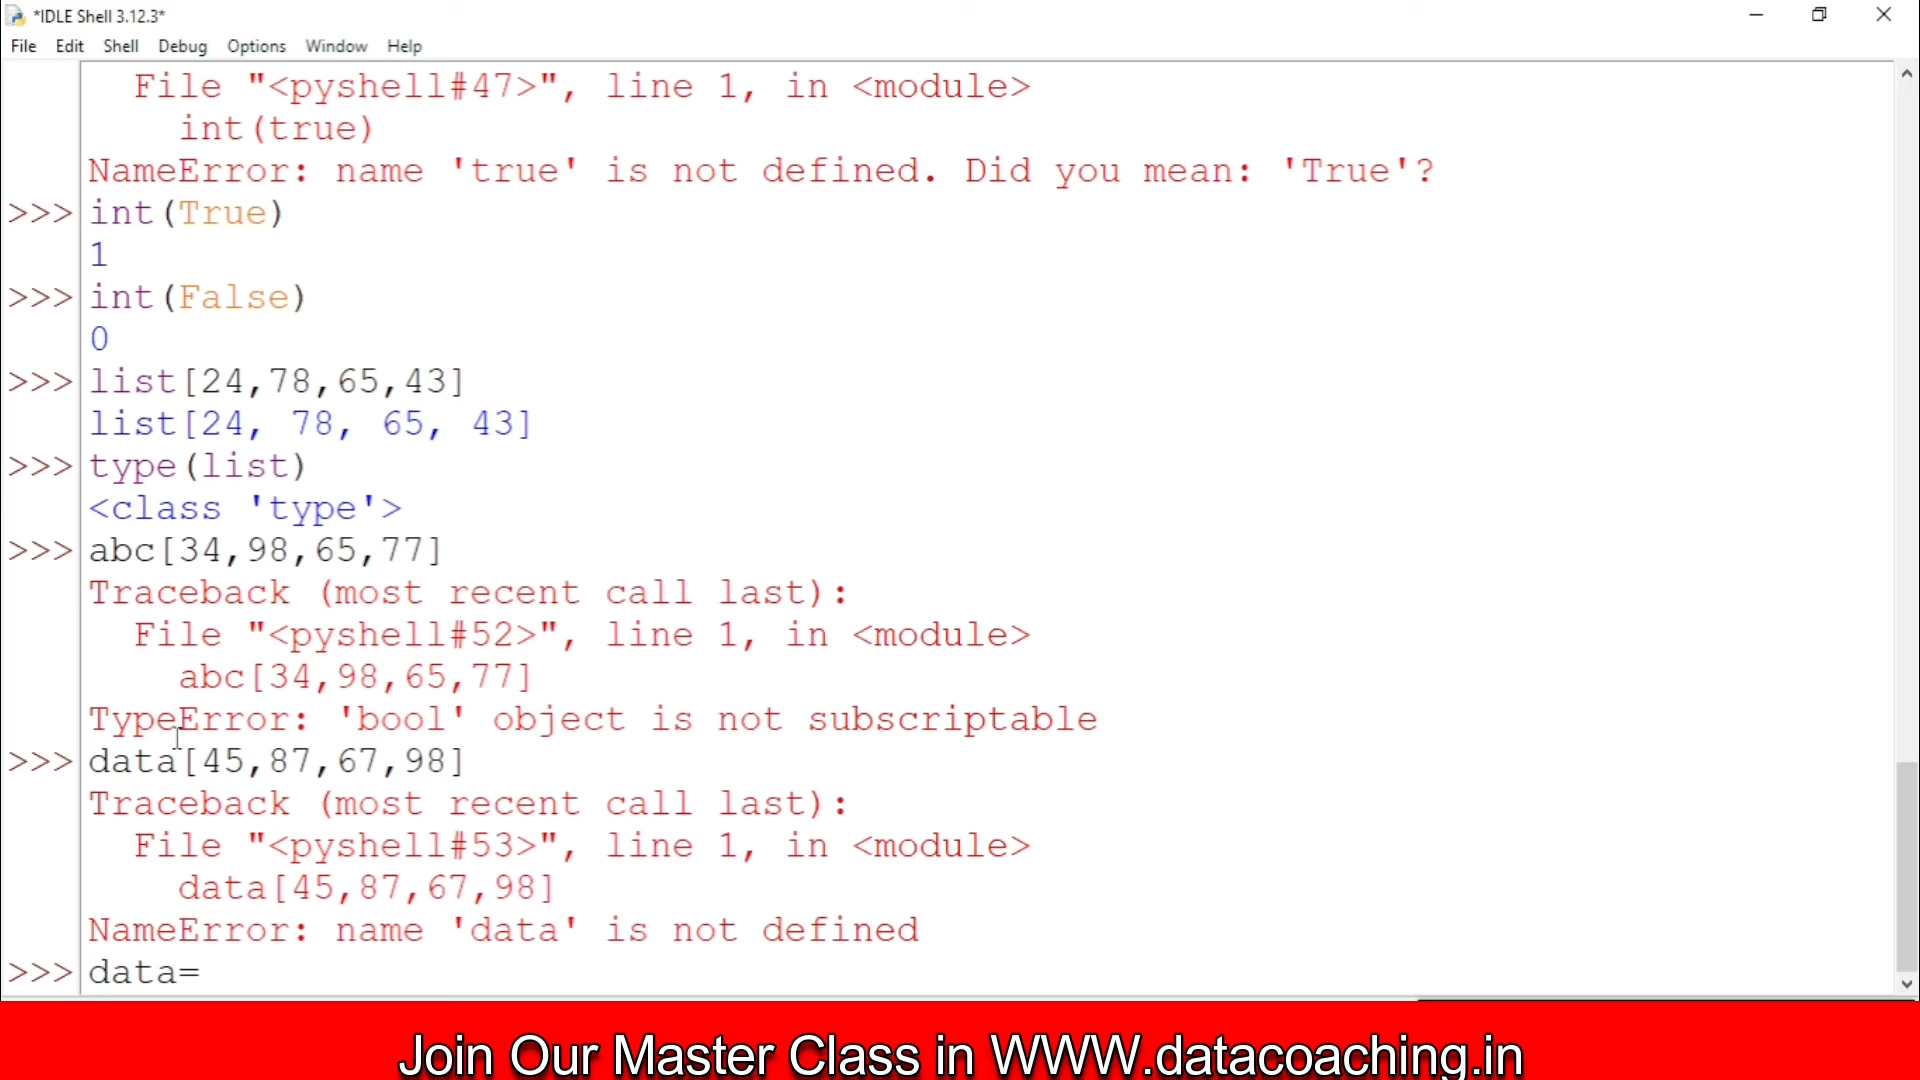 *IDLE Shell 3.12.3*
File Edit Shell Debug Options Window Help
File "<pyshell#47>", line 1, in <module>
int(true)
NameError: name 'true' is not defined. Did you mean: 'True'?
>>> int(True)
1
>>> int(False)
0
>>> list[24,78,65,43]
list[24, 78, 65, 43]
>>> type(list)
<class 'type'>
>>> abc[34,98,65,77]
Traceback (most recent call last):
File "<pyshell#52>", line 1, in <module>
abc[34,98,65,77]
TypeError: 'bool' object is not subscriptable
>>> data[45,87,67,98]
Traceback (most recent call last):
File "<pyshell#53>", line 1, in <module>
data[45,87,67,98]
NameError: name 'data' is not defined
>>> data=
Join Our Master Class in WWW.datacoaching.in